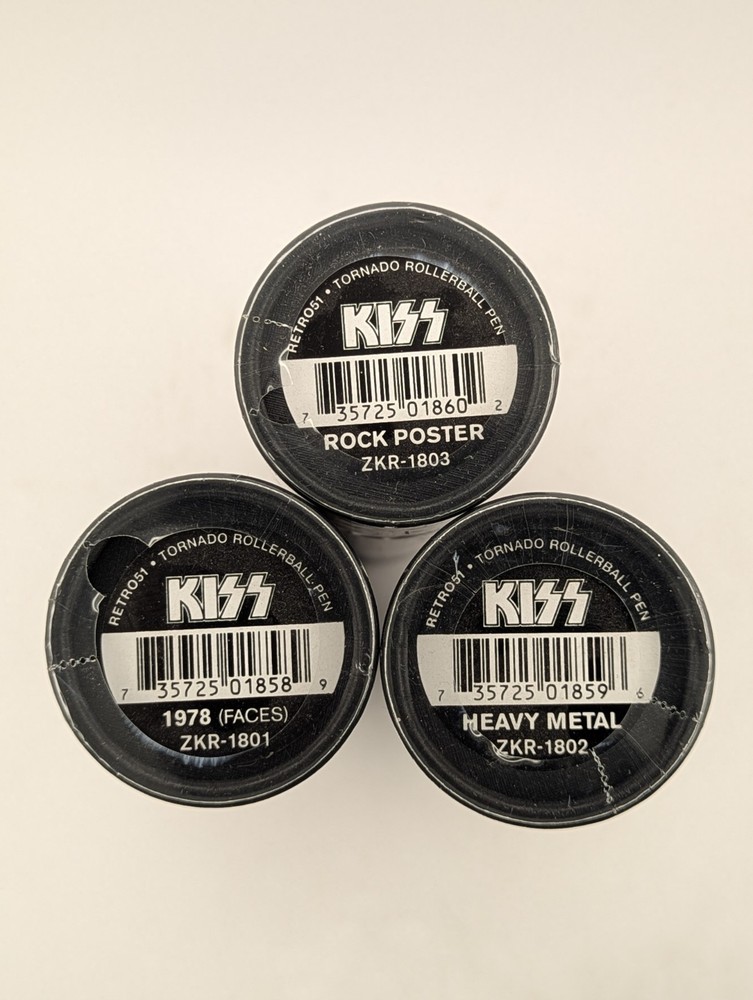 RETRO51 • TORNADO ROLLERBALL PEN
KISS
7 35725 01860 2
ROCK POSTER
ZKR-1803
RETRO51 • TORNADO ROLLERBALL PEN
KISS
7 35725 01858 9
1978 (FACES)
ZKR-1801
RETRO51 • TORNADO ROLLERBALL PEN
KISS
7 35725 01859 6
HEAVY METAL
ZKR-1802